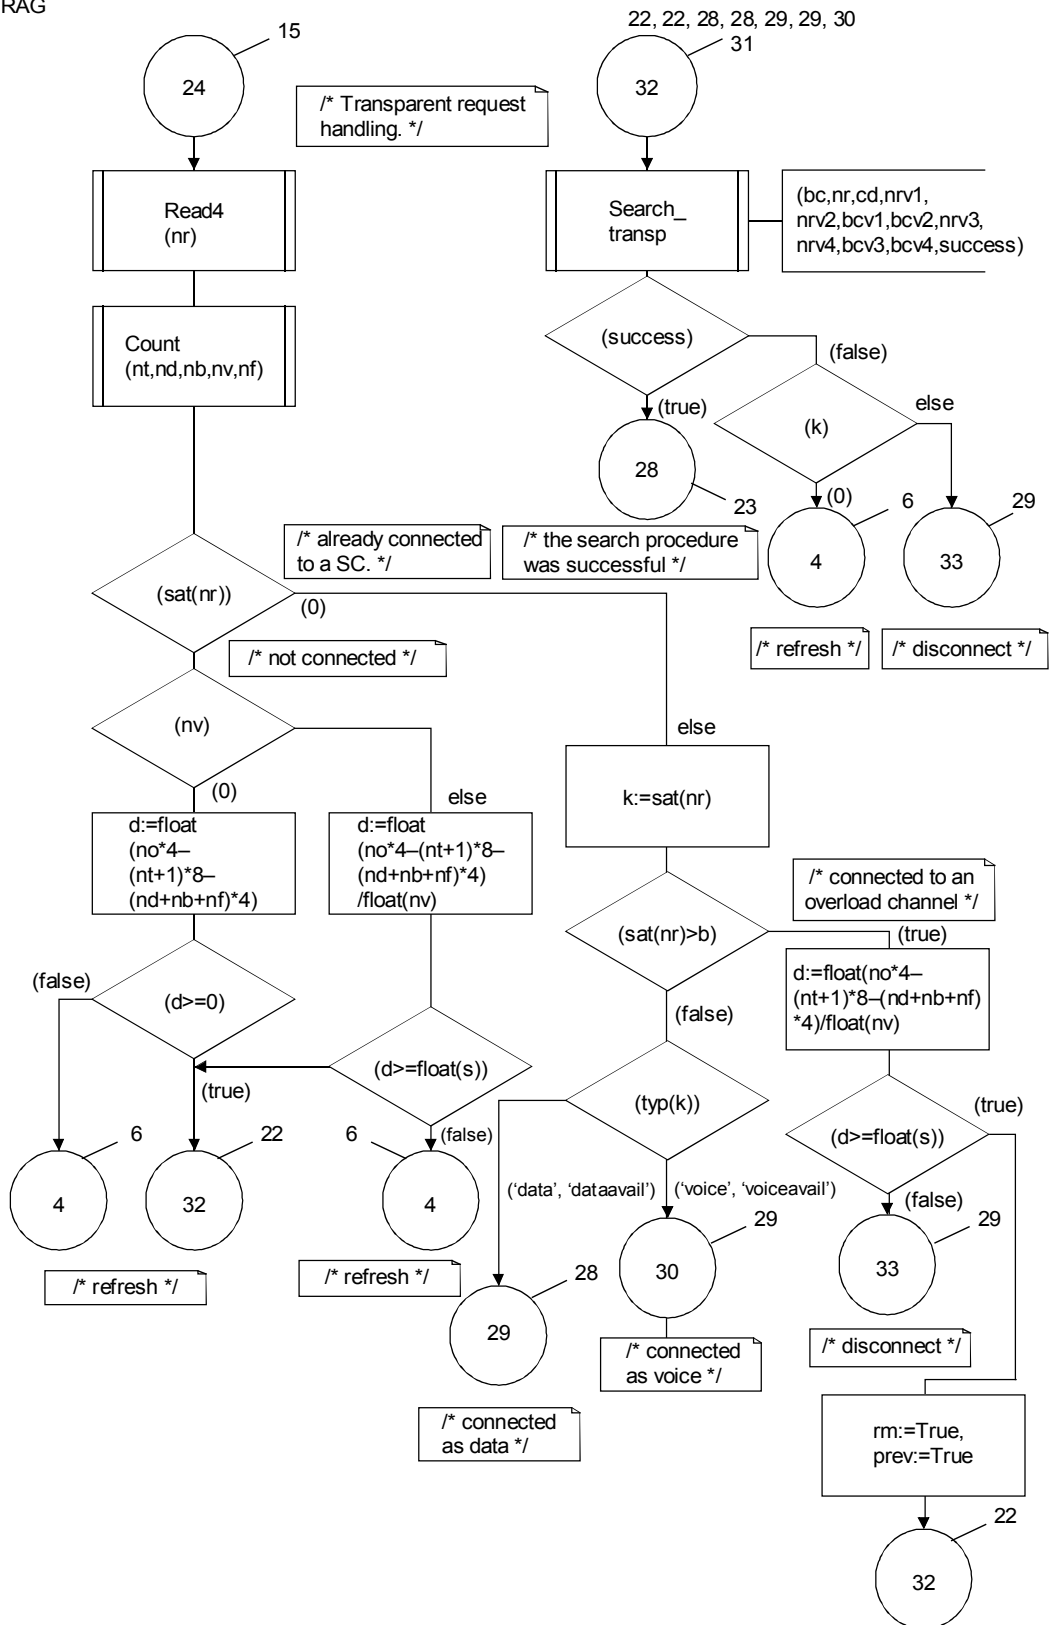 RAG
15
24
/* Transparent request
handling. */
22, 22, 28, 28, 29, 29, 30
31
32
Read4
(nr)
Search_
transp
(bc,nr,cd,nrv1,
nrv2,bcv1,bcv2,nrv3,
nrv4,bcv3,bcv4,success)
Count
(nt,nd,nb,nv,nf)
(success)
(false)
(true)
(k)
else
28
23
(0)
6
29
4
33
/* already connected
to a SC. */
/* the search procedure
was successful */
(sat(nr))
(0)
/* refresh */
/* disconnect */
/* not connected */
(nv)
else
(0)
else
k:=sat(nr)
d:=float
(no*4–
(nt+1)*8–
(nd+nb+nf)*4)
d:=float
(no*4–(nt+1)*8–
(nd+nb+nf)*4)
/float(nv)
/* connected to an
overload channel */
(sat(nr)>b)
(true)
(false)
d:=float(no*4–
(nt+1)*8–(nd+nb+nf)
*4)/float(nv)
(false)
(d>=0)
(true)
(d>=float(s))
(false)
(typ(k))
(true)
(d>=float(s))
(false)
6
22
6
4
32
4
('data', 'dataavail')
('voice', 'voiceavail')
29
29
30
33
/* refresh */
/* refresh */
28
29
/* connected
as voice */
/* disconnect */
/* connected
as data */
rm:=True,
prev:=True
22
32